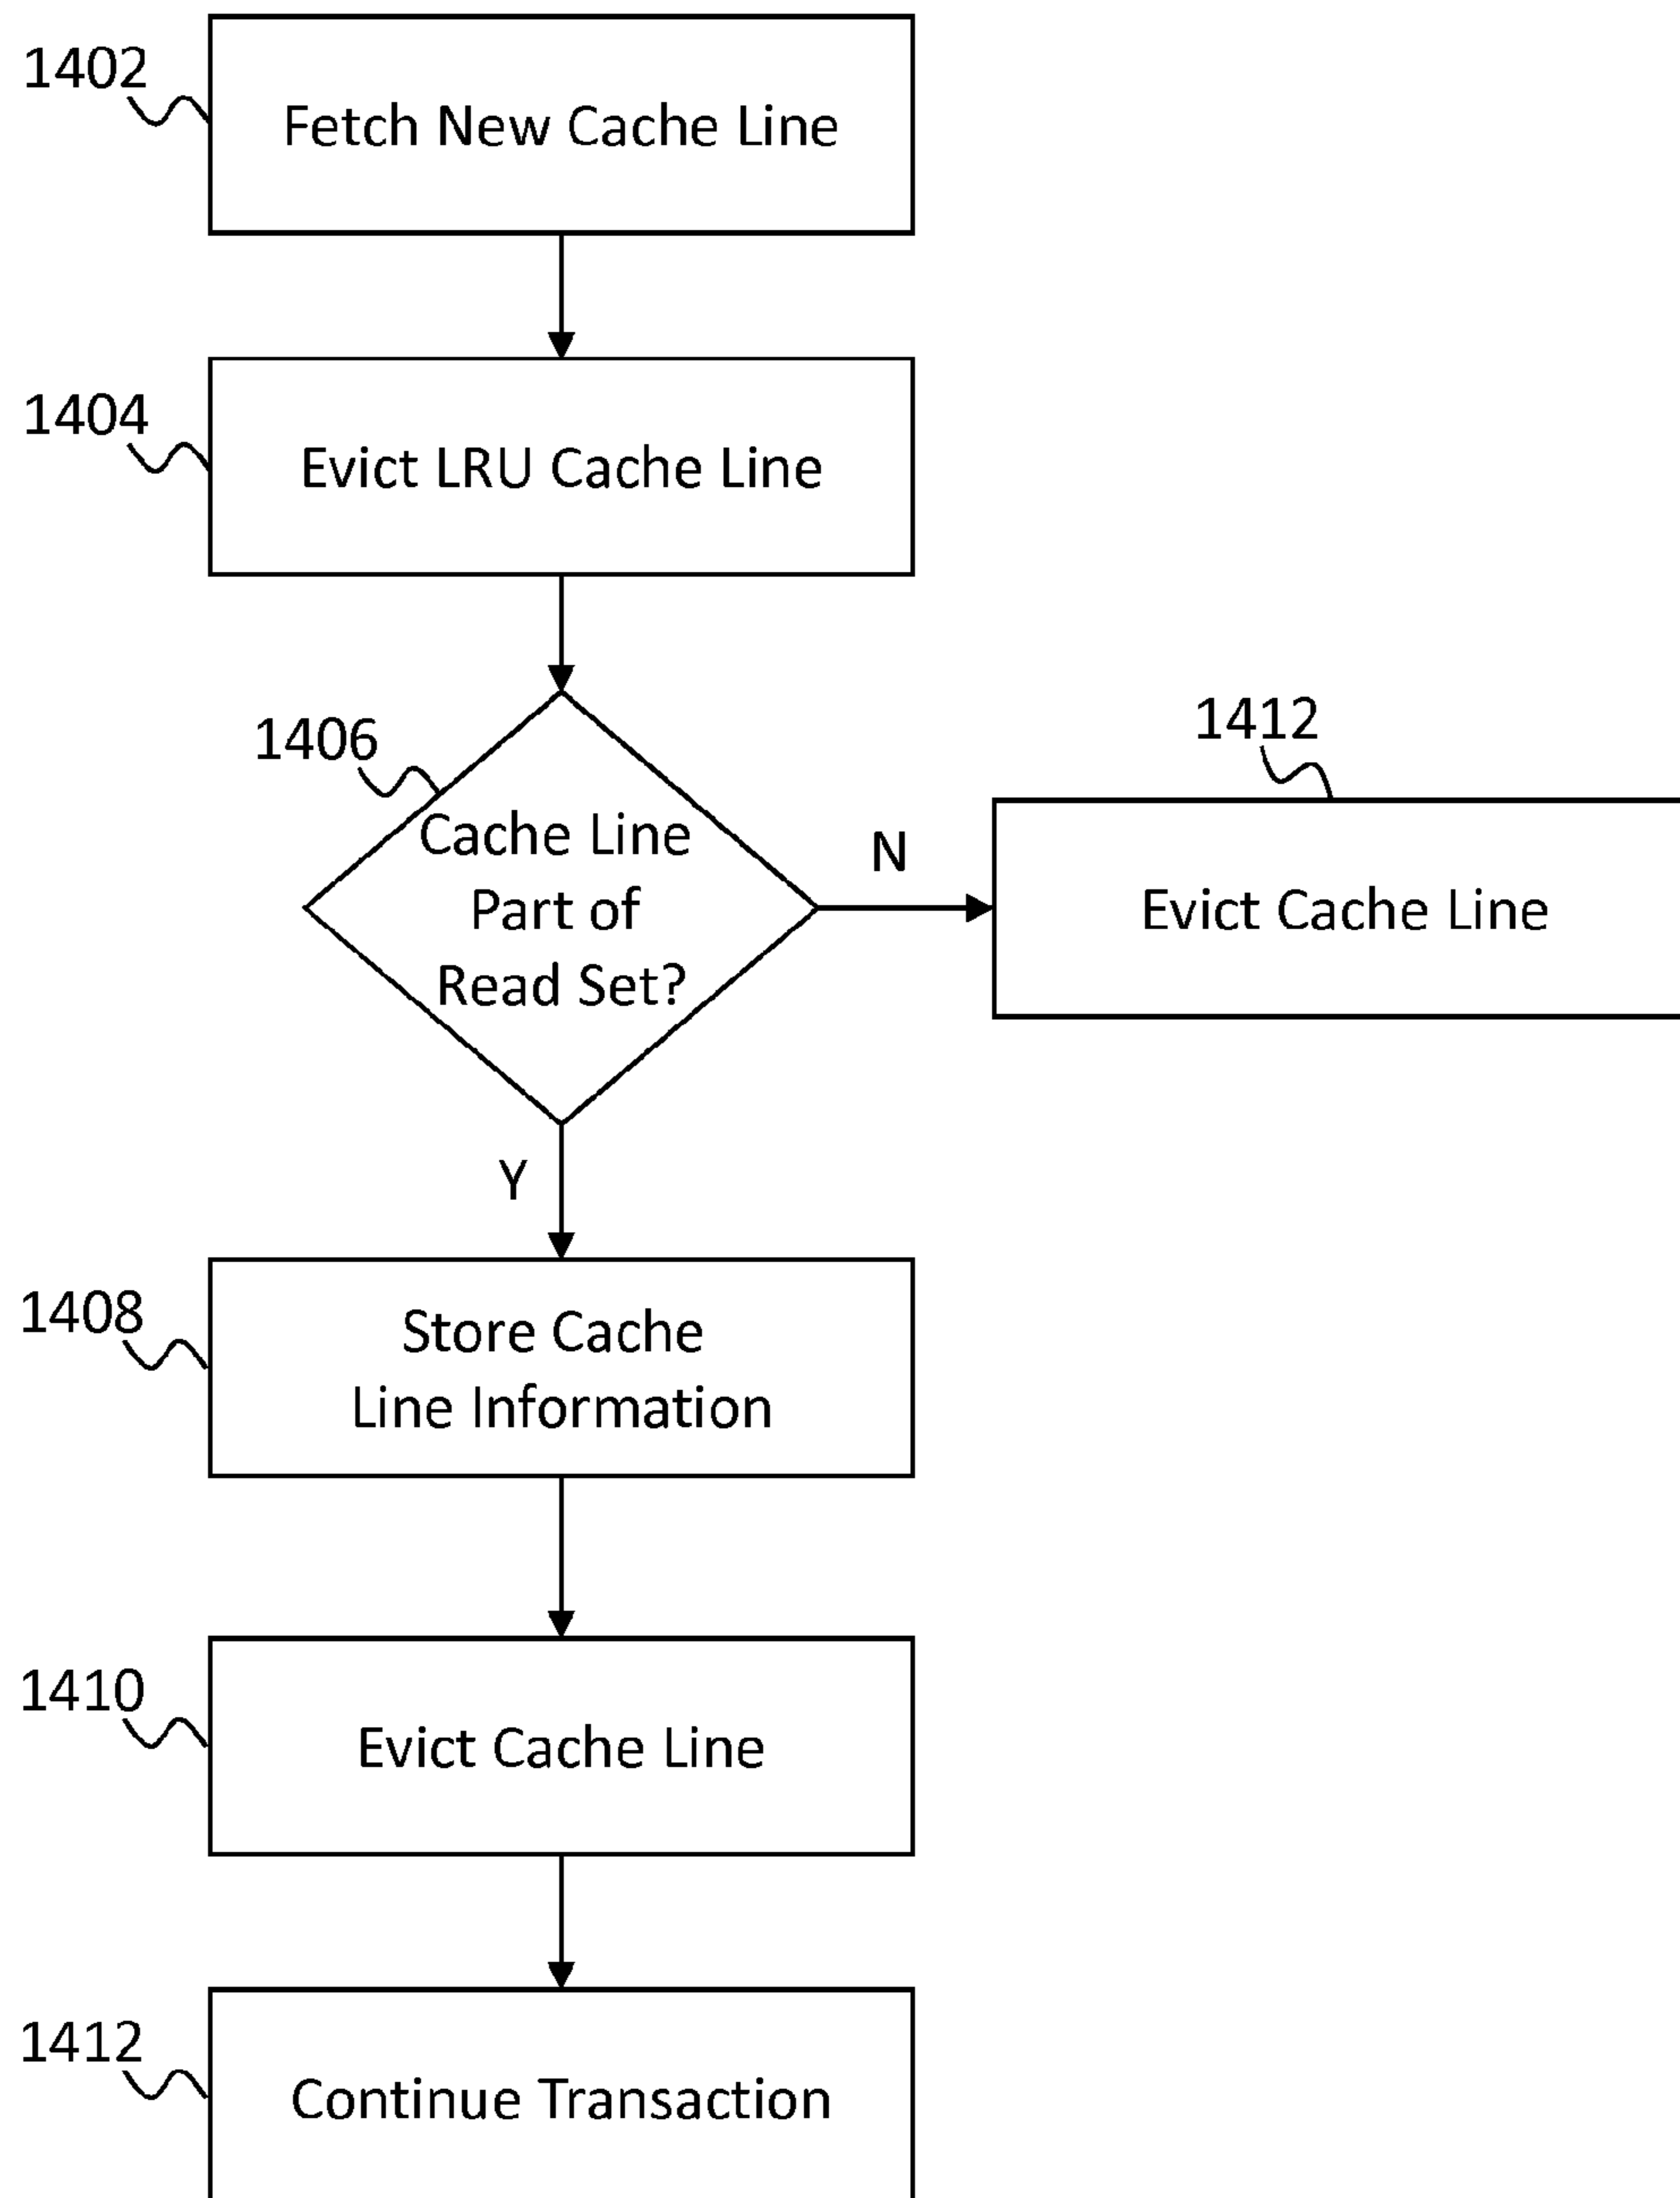 1402
Fetch New Cache Line
1404
Evict LRU Cache Line
1406
Cache Line
Part of
Read Set?
N
1412
Evict Cache Line
Y
1408
Store Cache
Line Information
1410
Evict Cache Line
1412
Continue Transaction